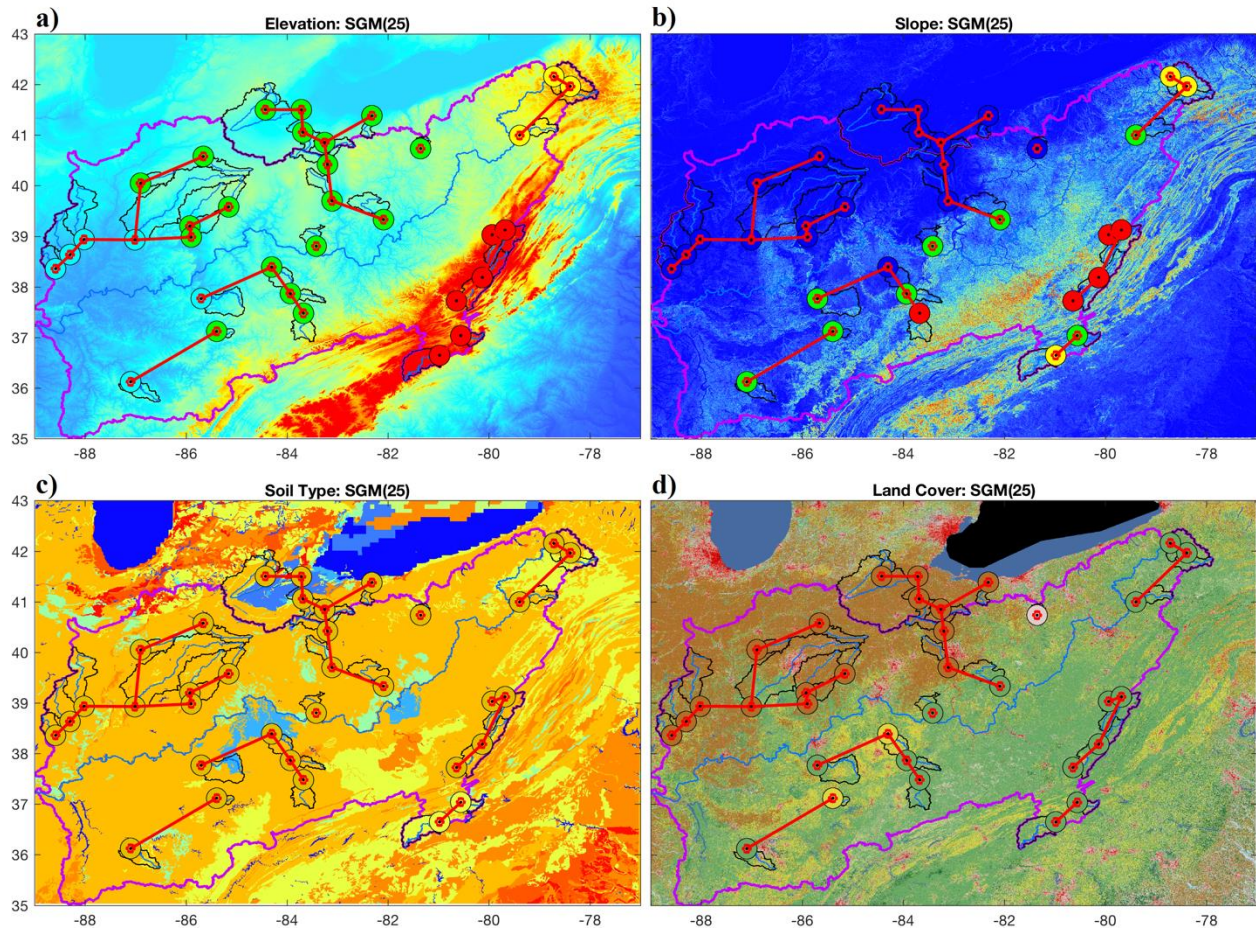 a) Elevation: SGM(25)
b) Slope: SGM(25)
43
42
41
40
39
38
37
36
35
-88 -86 -84 -82 -80 -78
-88 -86 -84 -82 -80 -78
c) Soil Type: SGM(25)
d) Land Cover: SGM(25)
43
42
41
40
39
38
37
36
35
-88 -86 -84 -82 -80 -78
-88 -86 -84 -82 -80 -78